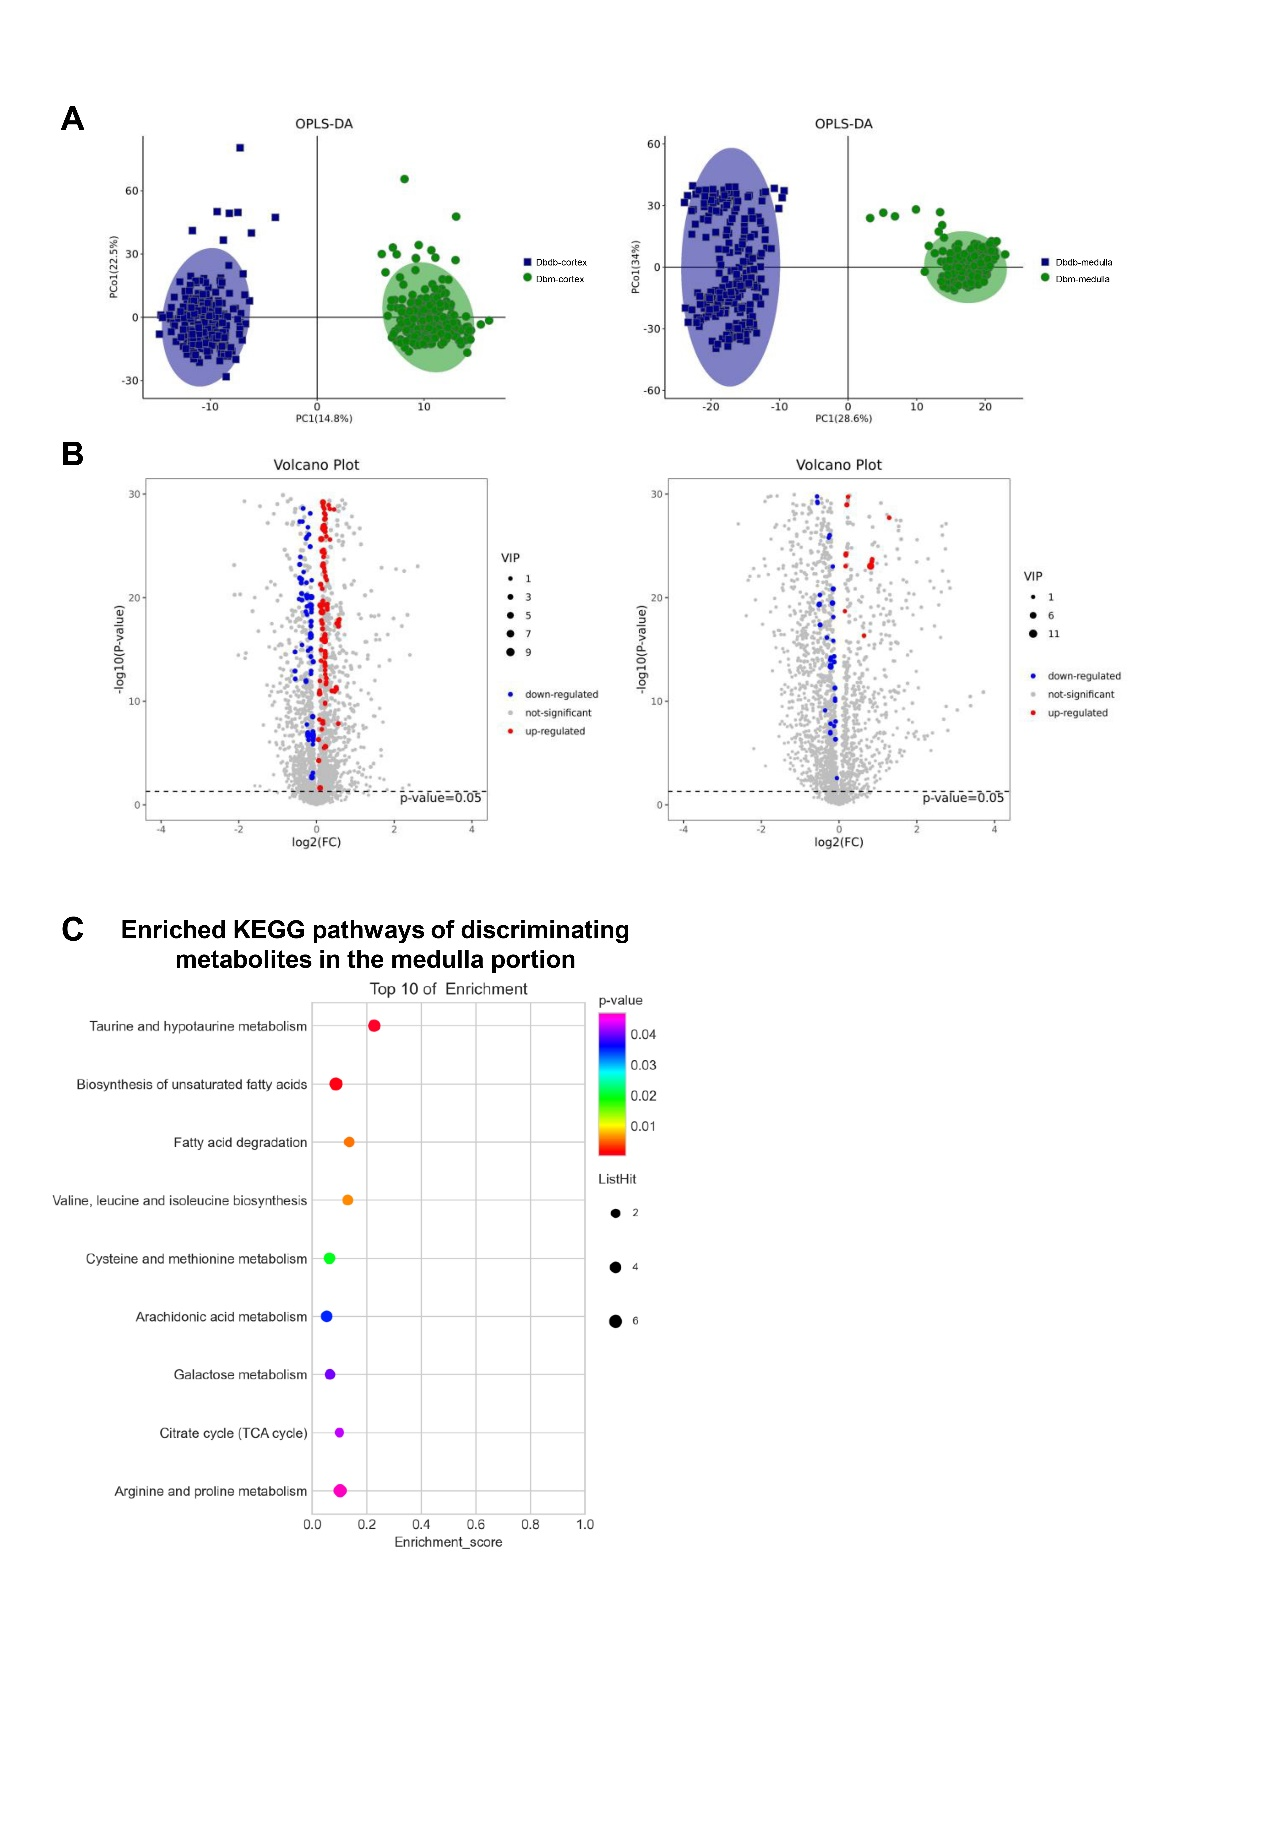 A
OPLS-DA
60
30
0
-30
PCo1(22.5%)
-10
0
10
PC1(14.8%)
Dbdb-cortex
Dbm-cortex
OPLS-DA
60
30
0
-30
-60
PCo1(34%)
-20
-10
0
10
20
PC1(28.6%)
Dbdb-medulla
Dbm-medulla
B
Volcano Plot
30
20
10
0
-log10(P-value)
p-value=0.05
-4
-2
0
2
4
log2(FC)
VIP
1
3
5
7
9
down-regulated
not-significant
up-regulated
Volcano Plot
30
20
10
0
-log10(P-value)
p-value=0.05
-4
-2
0
2
4
log2(FC)
VIP
1
6
11
down-regulated
not-significant
up-regulated
C
Enriched KEGG pathways of discriminating
metabolites in the medulla portion
Top 10 of Enrichment
Taurine and hypotaurine metabolism
Biosynthesis of unsaturated fatty acids
Fatty acid degradation
Valine, leucine and isoleucine biosynthesis
Cysteine and methionine metabolism
Arachidonic acid metabolism
Galactose metabolism
Citrate cycle (TCA cycle)
Arginine and proline metabolism
0.0
0.2
0.4
0.6
0.8
1.0
Enrichment_score
p-value
0.04
0.03
0.02
0.01
ListHit
2
4
6